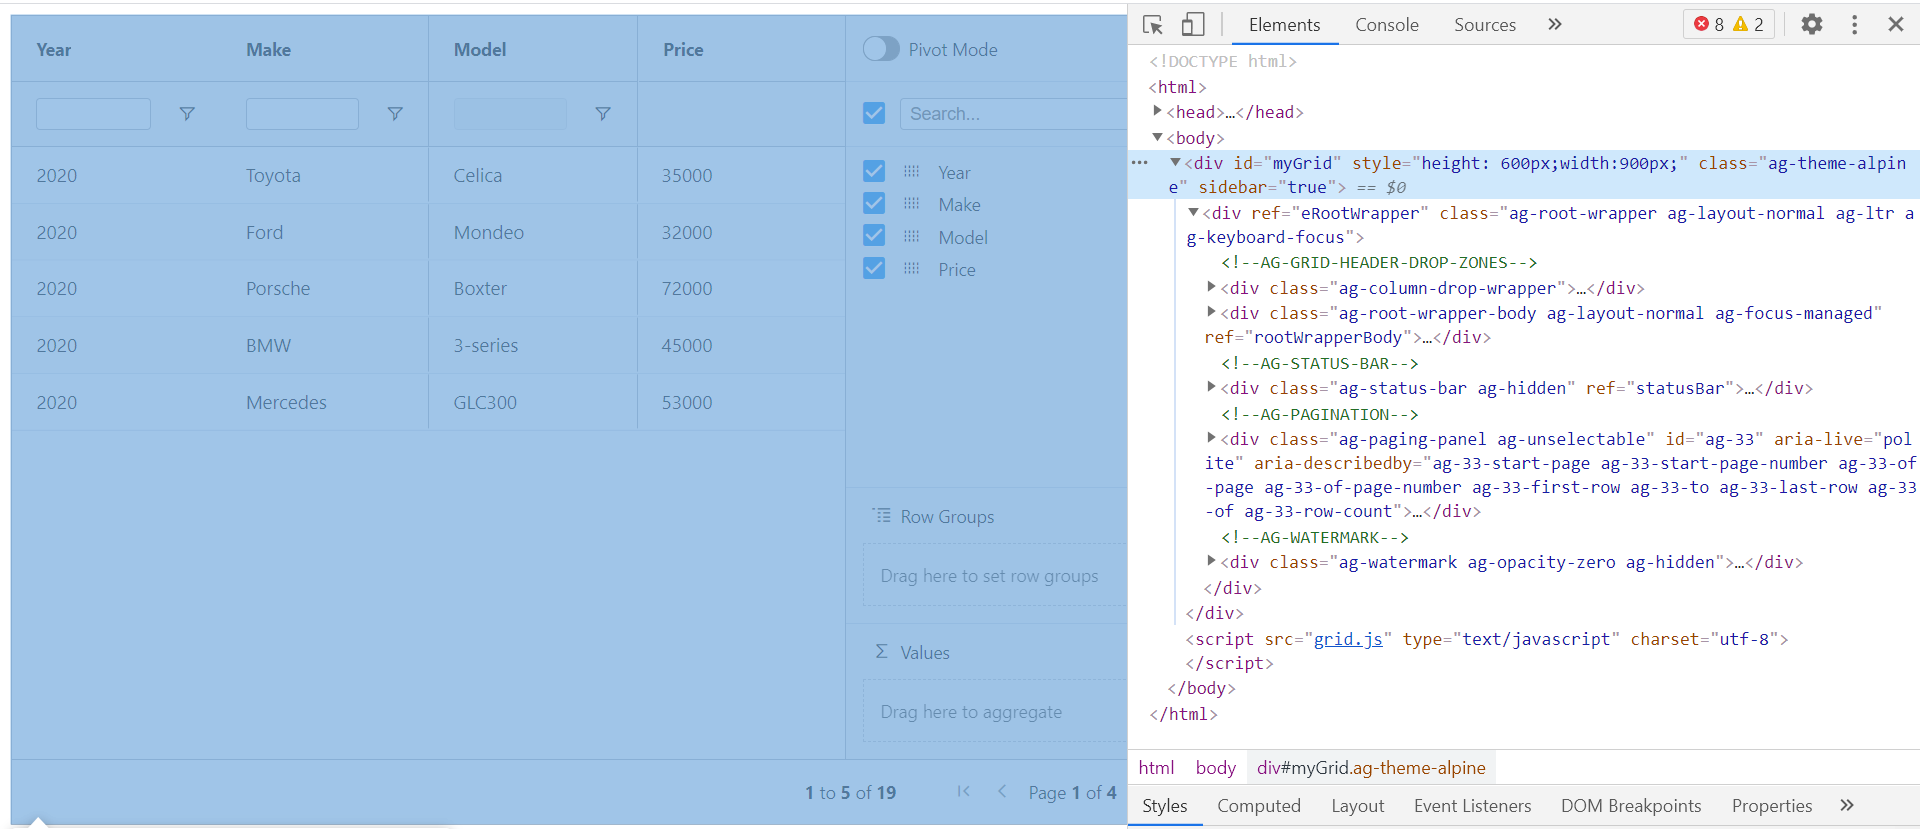 Year Make Model Price
Pivot Mode
Search...
2020 Toyota Celica 35000
2020 Ford Mondeo 32000
2020 Porsche Boxter 72000
2020 BMW 3-series 45000
2020 Mercedes GLC300 53000
Year
Make
Model
Price
Row Groups
Drag here to set row groups
Values
Drag here to aggregate
1 to 5 of 19 Page 1 of 4
Elements Console Sources » 8 2
<!DOCTYPE html>
<html>
<head>…</head>
<body>
<div id="myGrid" style="height: 600px;width:900px;" class="ag-theme-alpin
e" sidebar="true"> == $0
<div ref="eRootWrapper" class="ag-root-wrapper ag-layout-normal ag-ltr a
g-keyboard-focus">
<!--AG-GRID-HEADER-DROP-ZONES-->
<div class="ag-column-drop-wrapper">…</div>
<div class="ag-root-wrapper-body ag-layout-normal ag-focus-managed"
ref="rootWrapperBody">…</div>
<!--AG-STATUS-BAR-->
<div class="ag-status-bar ag-hidden" ref="statusBar">…</div>
<!--AG-PAGINATION-->
<div class="ag-paging-panel ag-unselectable" id="ag-33" aria-live="pol
ite" aria-describedby="ag-33-start-page ag-33-start-page-number ag-33-of
-page ag-33-of-page-number ag-33-first-row ag-33-to ag-33-last-row ag-33
-of ag-33-row-count">…</div>
<!--AG-WATERMARK-->
<div class="ag-watermark ag-opacity-zero ag-hidden">…</div>
</div>
</div>
<script src="grid.js" type="text/javascript" charset="utf-8">
</script>
</body>
</html>
html body div#myGrid.ag-theme-alpine
Styles Computed Layout Event Listeners DOM Breakpoints Properties »